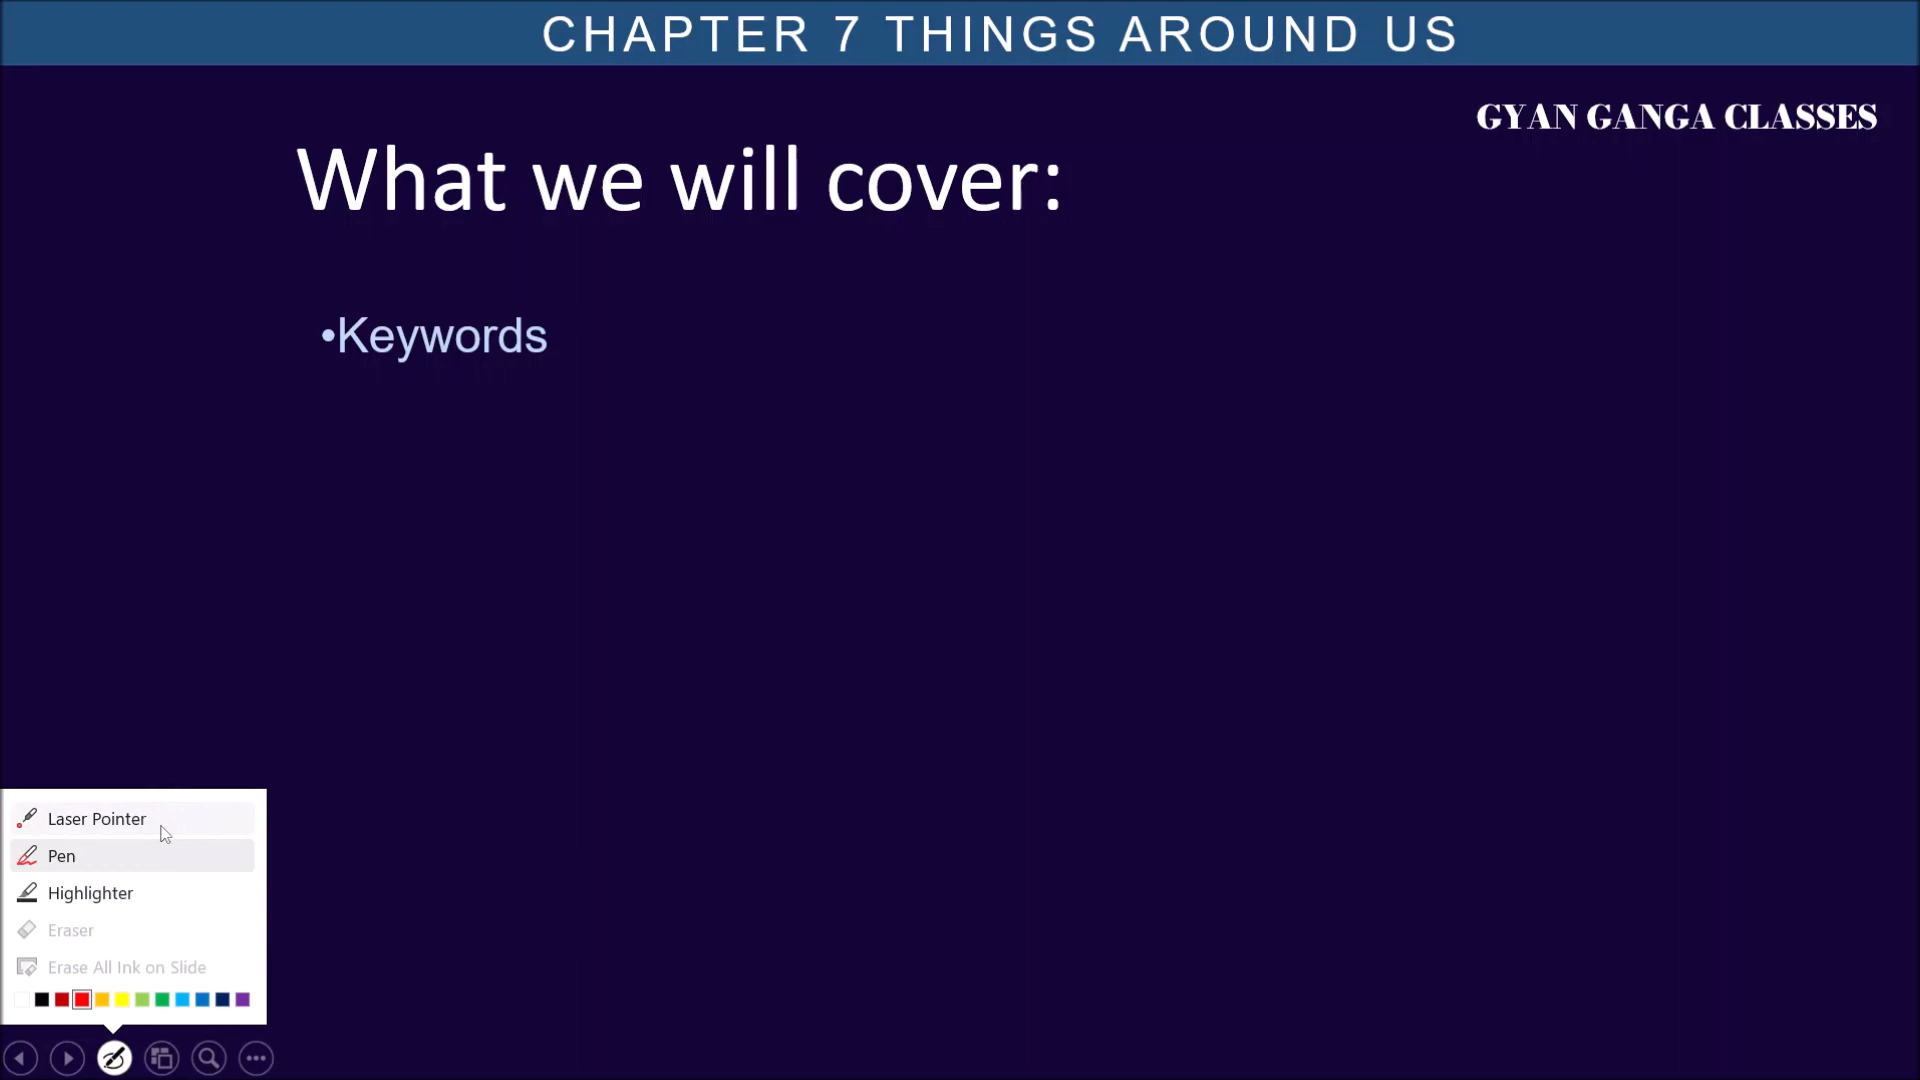 CHAPTER 7 THINGS AROUND US
GYAN GANGA CLASSES
What we will cover:
•Keywords
Laser Pointer
Pen
Highlighter
Eraser
Erase All Ink on Slide